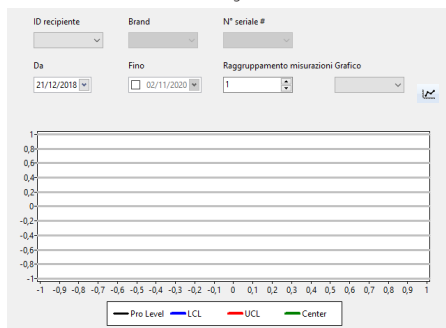 ID recipiente Brand N° seriale #
Da Fino Raggruppamento misurazioni Grafico
21/12/2018 02/11/2020 1
1
0,8
0,6
0,4
0,2
0
-0,2
-0,4
-0,6
-0,8
-1
-1 -0,9 -0,8 -0,7 -0,6 -0,5 -0,4 -0,3 -0,2 -0,1 0 0,1 0,2 0,3 0,4 0,5 0,6 0,7 0,8 0,9 1
Pro Level LCL UCL Center